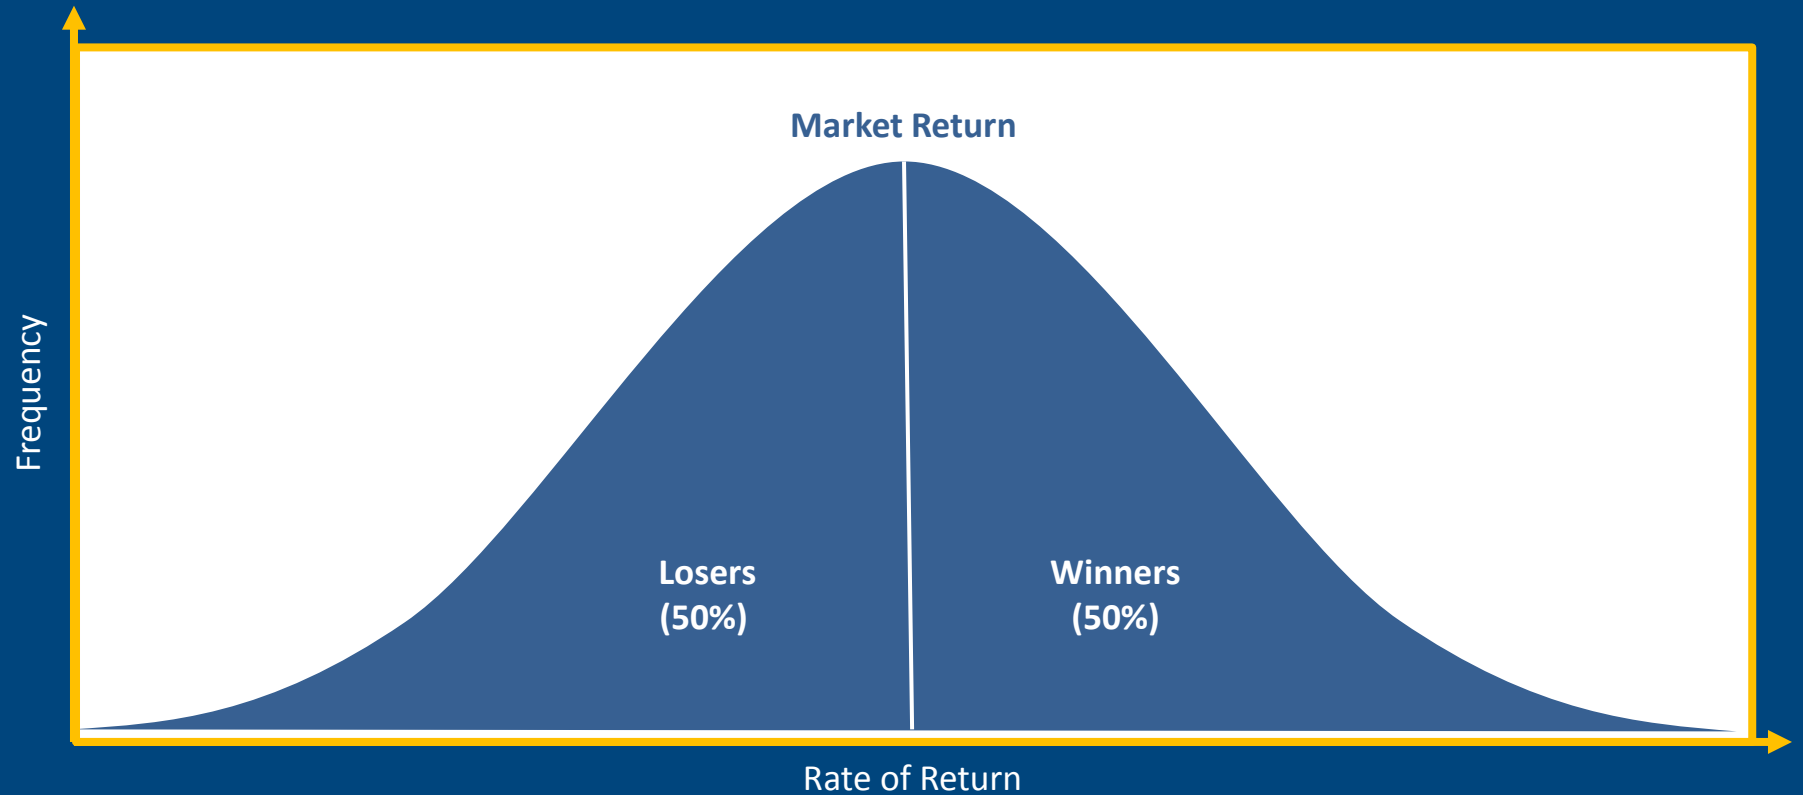 Market Return
Frequency
Losers
(50%)
Winners
(50%)
Rate of Return